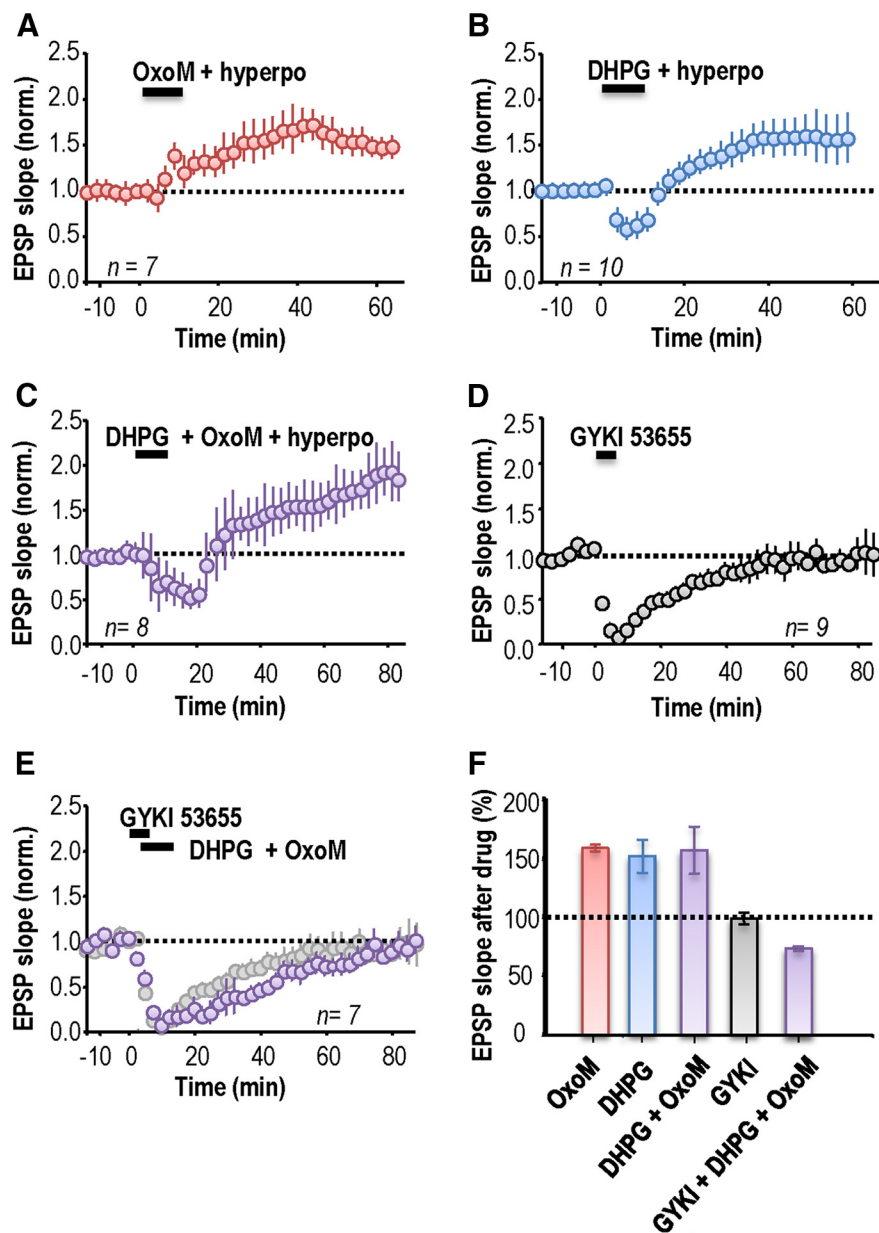 A
EPSP slope (norm.)
2.5
2.0
1.5
1.0
0.5
0.0
OxoM + hyperpo
n = 7
-10 0 20 40 60
Time (min)
B
EPSP slope (norm.)
2.5
2.0
1.5
1.0
0.5
0.0
DHPG + hyperpo
n = 10
-10 0 20 40 60
Time (min)
C
EPSP slope (norm.)
2.5
2.0
1.5
1.0
0.5
0.0
DHPG + OxoM + hyperpo
n= 8
-10 0 20 40 60 80
Time (min)
D
EPSP slope (norm.)
2.5
2.0
1.5
1.0
0.5
0.0
GYKI 53655
n= 9
-10 0 20 40 60 80
Time (min)
E
EPSP slope (norm.)
2.5
2.0
1.5
1.0
0.5
0.0
GYKI 53655
DHPG + OxoM
n= 7
-10 0 20 40 60 80
Time (min)
F
EPSP slope after drug (%)
200
150
100
50
0
OxoM
DHPG
DHPG + OxoM
GYKI
GYKI + DHPG + OxoM